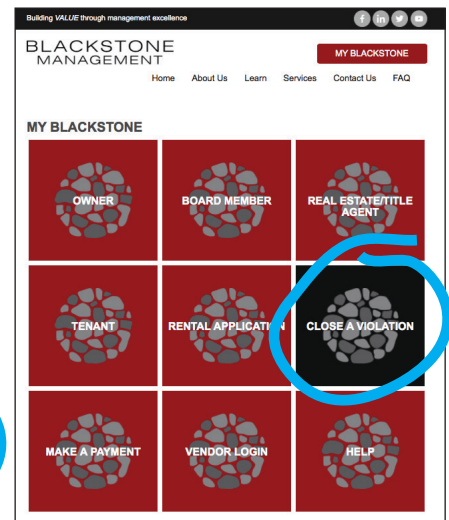 Building VALUE through management excellence
BLACKSTONE
MANAGEMENT
MY BLACKSTONE
Home About Us Learn Services Contact Us FAQ
MY BLACKSTONE
OWNER
BOARD MEMBER
REAL ESTATE/TITLE
AGENT
TENANT
RENTAL APPLICATION
CLOSE A VIOLATION
MAKE A PAYMENT
VENDOR LOGIN
HELP